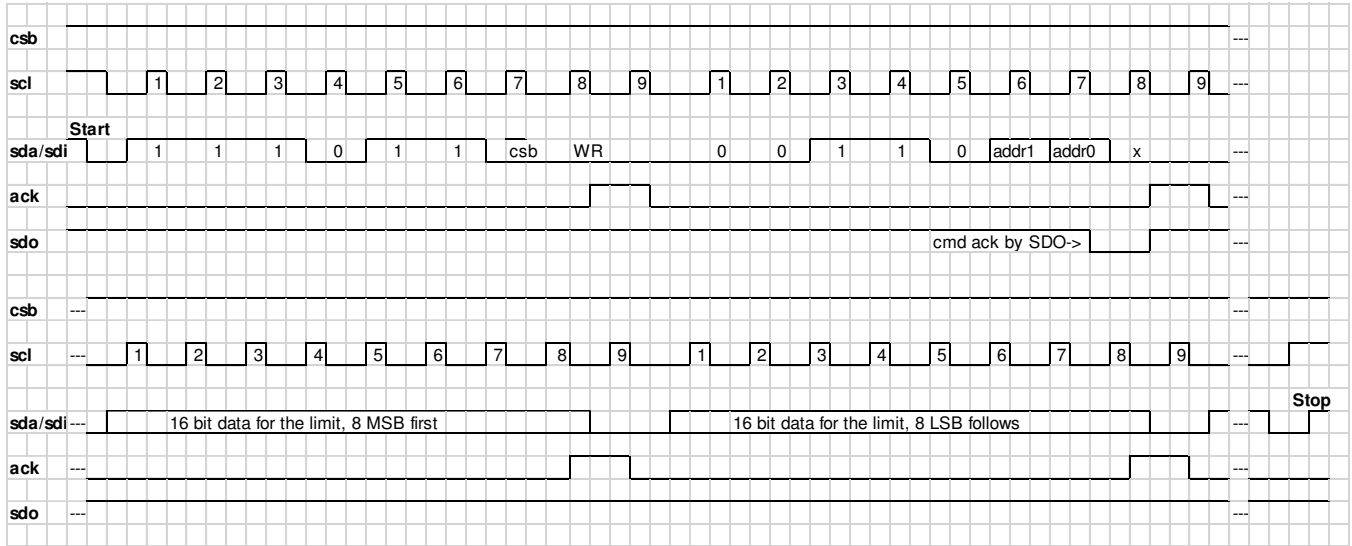 csb ---
scl 1 2 3 4 5 6 7 8 9 1 2 3 4 5 6 7 8 9 ---
Start
sda/sdi 1 1 1 0 1 1 csb WR 0 0 1 1 0 addr1 addr0 x ---
ack ---
sdo cmd ack by SDO-> ---
csb --- ---
scl --- 1 2 3 4 5 6 7 8 9 1 2 3 4 5 6 7 8 9 ---
Stop
sda/sdi --- 16 bit data for the limit, 8 MSB first 16 bit data for the limit, 8 LSB follows ---
ack --- ---
sdo --- ---